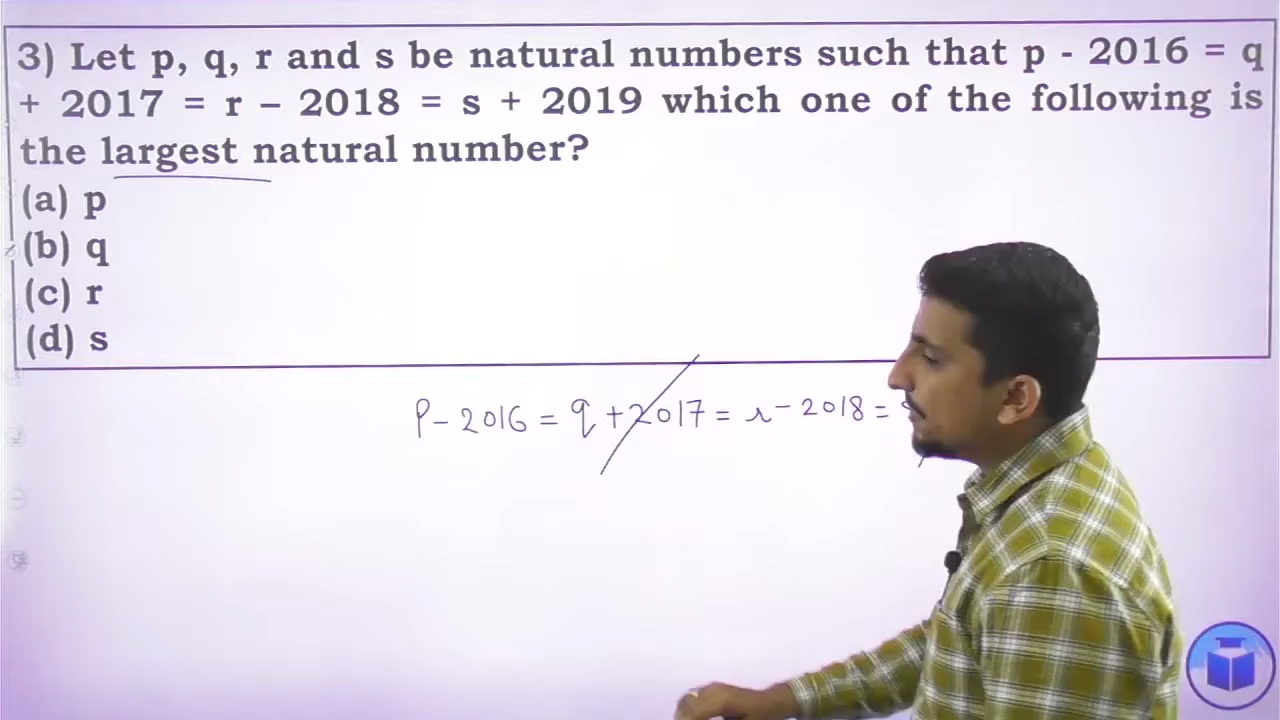 3) Let p, q, r and s be natural numbers such that p - 2016 = q
+ 2017 = r – 2018 = s + 2019 which one of the following is
the largest natural number?
(a) p
(b) q
(c) r
(d) s
P - 2016 = q + 2017 = r - 2018 =